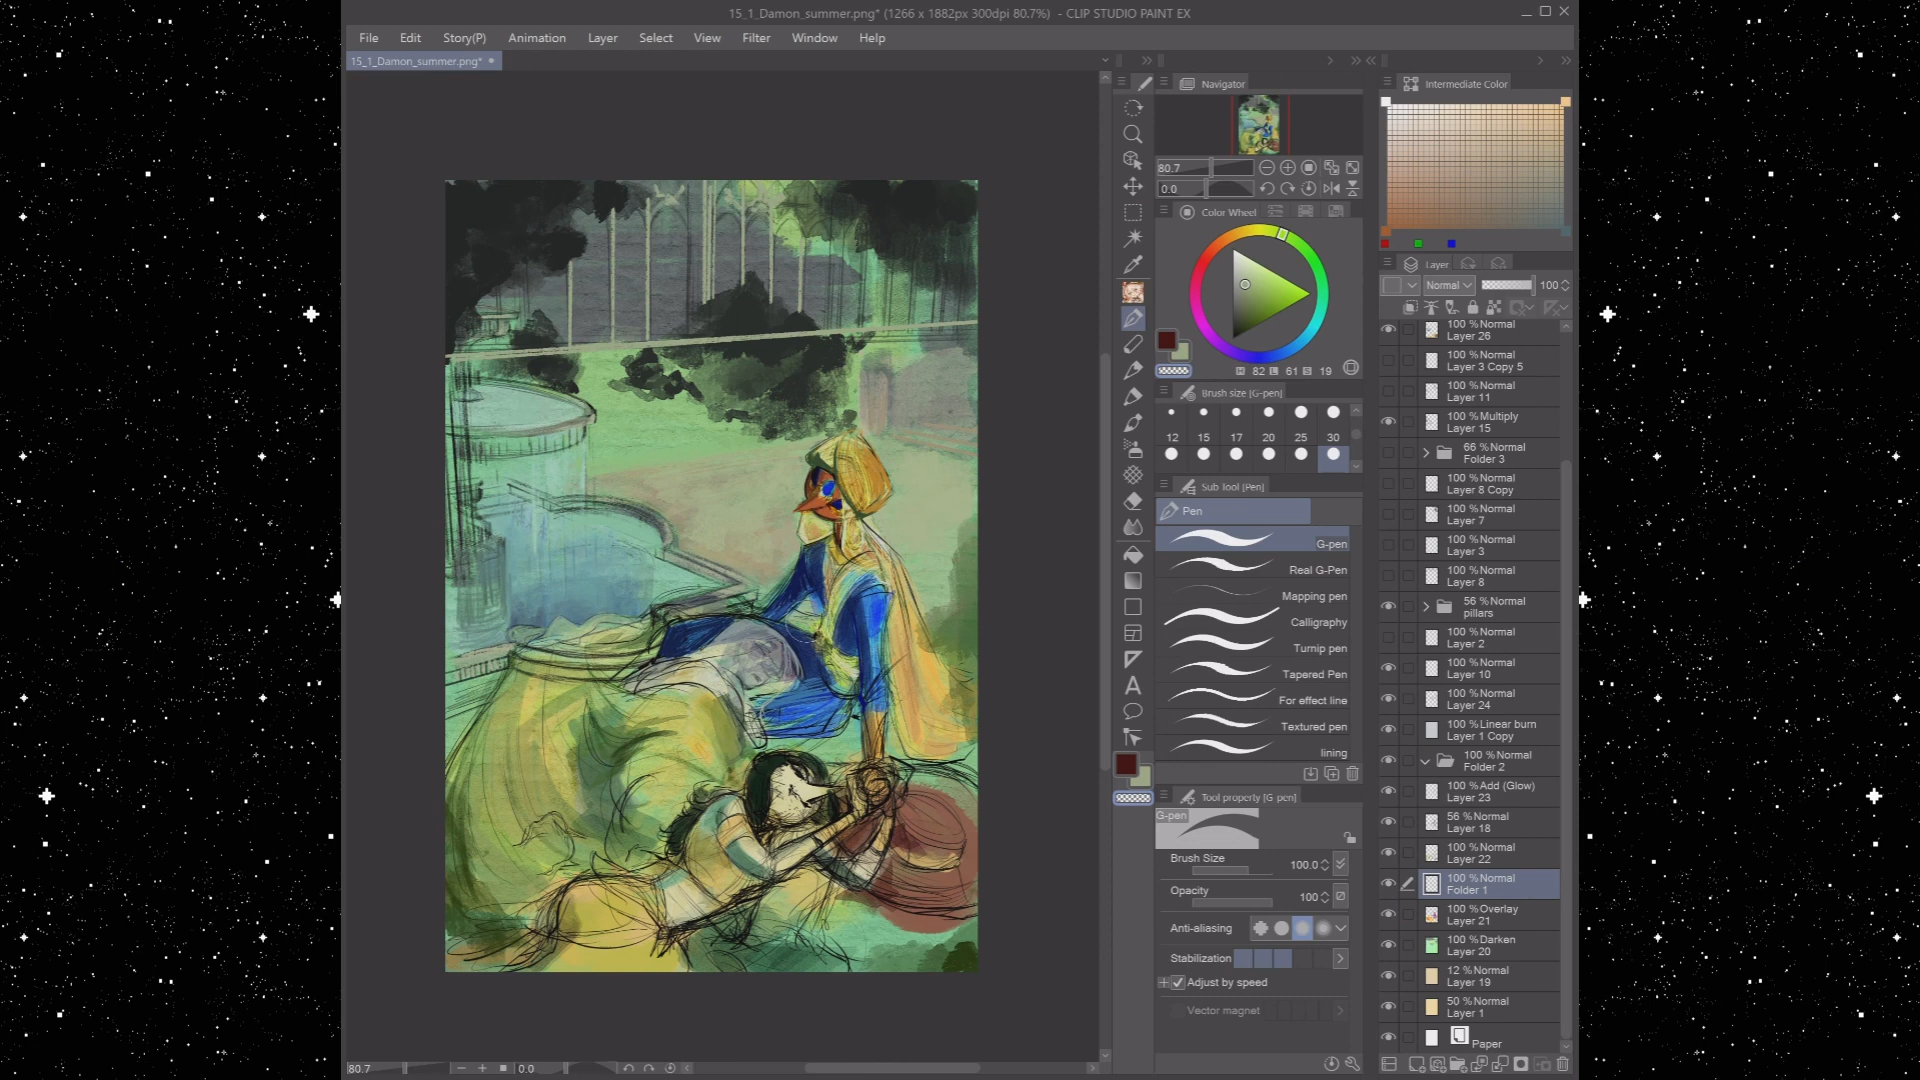 15_1_Damon_summer.png* (1266 x 1882px 300dpi 80.7%) - CLIP STUDIO PAINT EX
File Edit Story(P) Animation Layer Select View Filter Window Help
15_1_Damon_summer.png*
Navigator
80.7
0.0
Color Wheel
H 82 L 61 S 19
Brush size [G-pen]
12 15 17 20 25 30
Sub Tool [Pen]
Pen
G-pen
Real G-Pen
Mapping pen
Calligraphy
Turnip pen
Tapered Pen
For effect line
Textured pen
lining
Tool property [G-pen]
G-pen
Brush Size 100.0
Opacity 100
Anti-aliasing
Stabilization
Adjust by speed
Vector magnet
Intermediate Color
Layer
Normal 100
100 %Normal
Layer 26
100 %Normal
Layer 3 Copy 5
100 %Normal
Layer 11
100 %Multiply
Layer 15
66 %Normal
Folder 3
100 %Normal
Layer 8 Copy
100 %Normal
Layer 7
100 %Normal
Layer 3
100 %Normal
Layer 8
56 %Normal
pillars
100 %Normal
Layer 2
100 %Normal
Layer 10
100 %Normal
Layer 24
100 %Linear burn
Layer 1 Copy
100 %Normal
Folder 2
100 %Add (Glow)
Layer 23
56 %Normal
Layer 18
100 %Normal
Layer 22
100 %Normal
Folder 1
100 %Overlay
Layer 21
100 %Darken
Layer 20
12 %Normal
Layer 19
50 %Normal
Layer 1
Paper
80.7 0.0